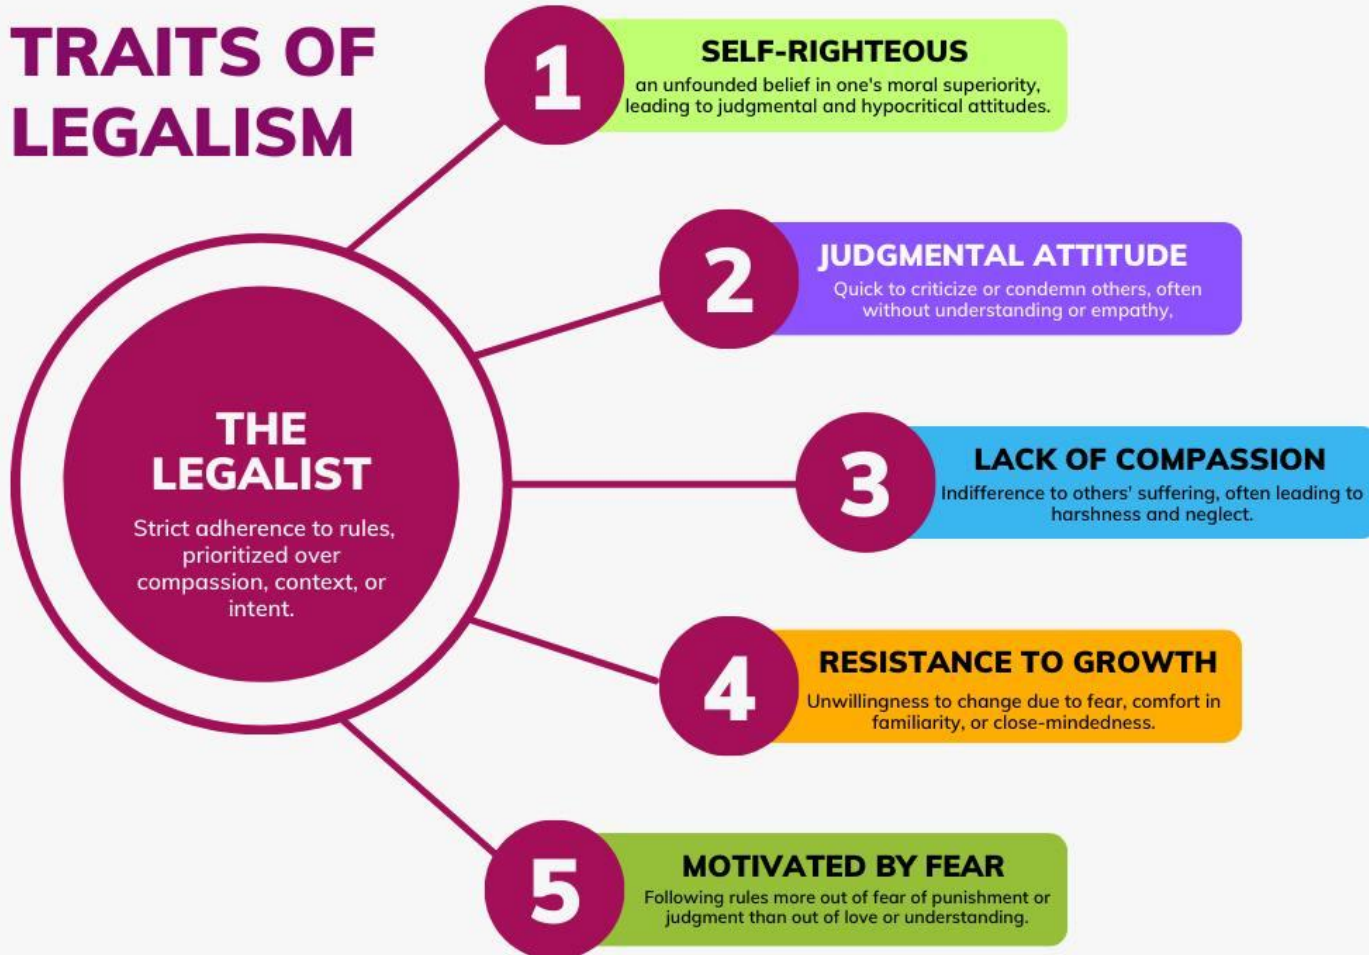 TRAITS OF
LEGALISM
THE
LEGALIST
Strict adherence to rules,
prioritized over
compassion, context, or
intent.
1
SELF-RIGHTEOUS
an unfounded belief in one's moral superiority,
leading to judgmental and hypocritical attitudes.
2
JUDGMENTAL ATTITUDE
Quick to criticize or condemn others, often
without understanding or empathy,
3
LACK OF COMPASSION
Indifference to others' suffering, often leading to
harshness and neglect.
4
RESISTANCE TO GROWTH
Unwillingness to change due to fear, comfort in
familiarity, or close-mindedness.
5
MOTIVATED BY FEAR
Following rules more out of fear of punishment or
judgment than out of love or understanding.